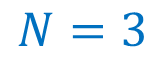 N = 3